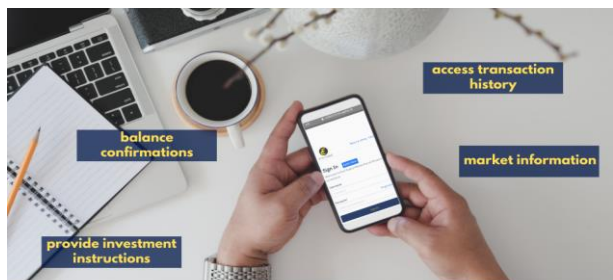 access transaction
history
balance
confirmations
market information
provide investment
instructions
Sign In